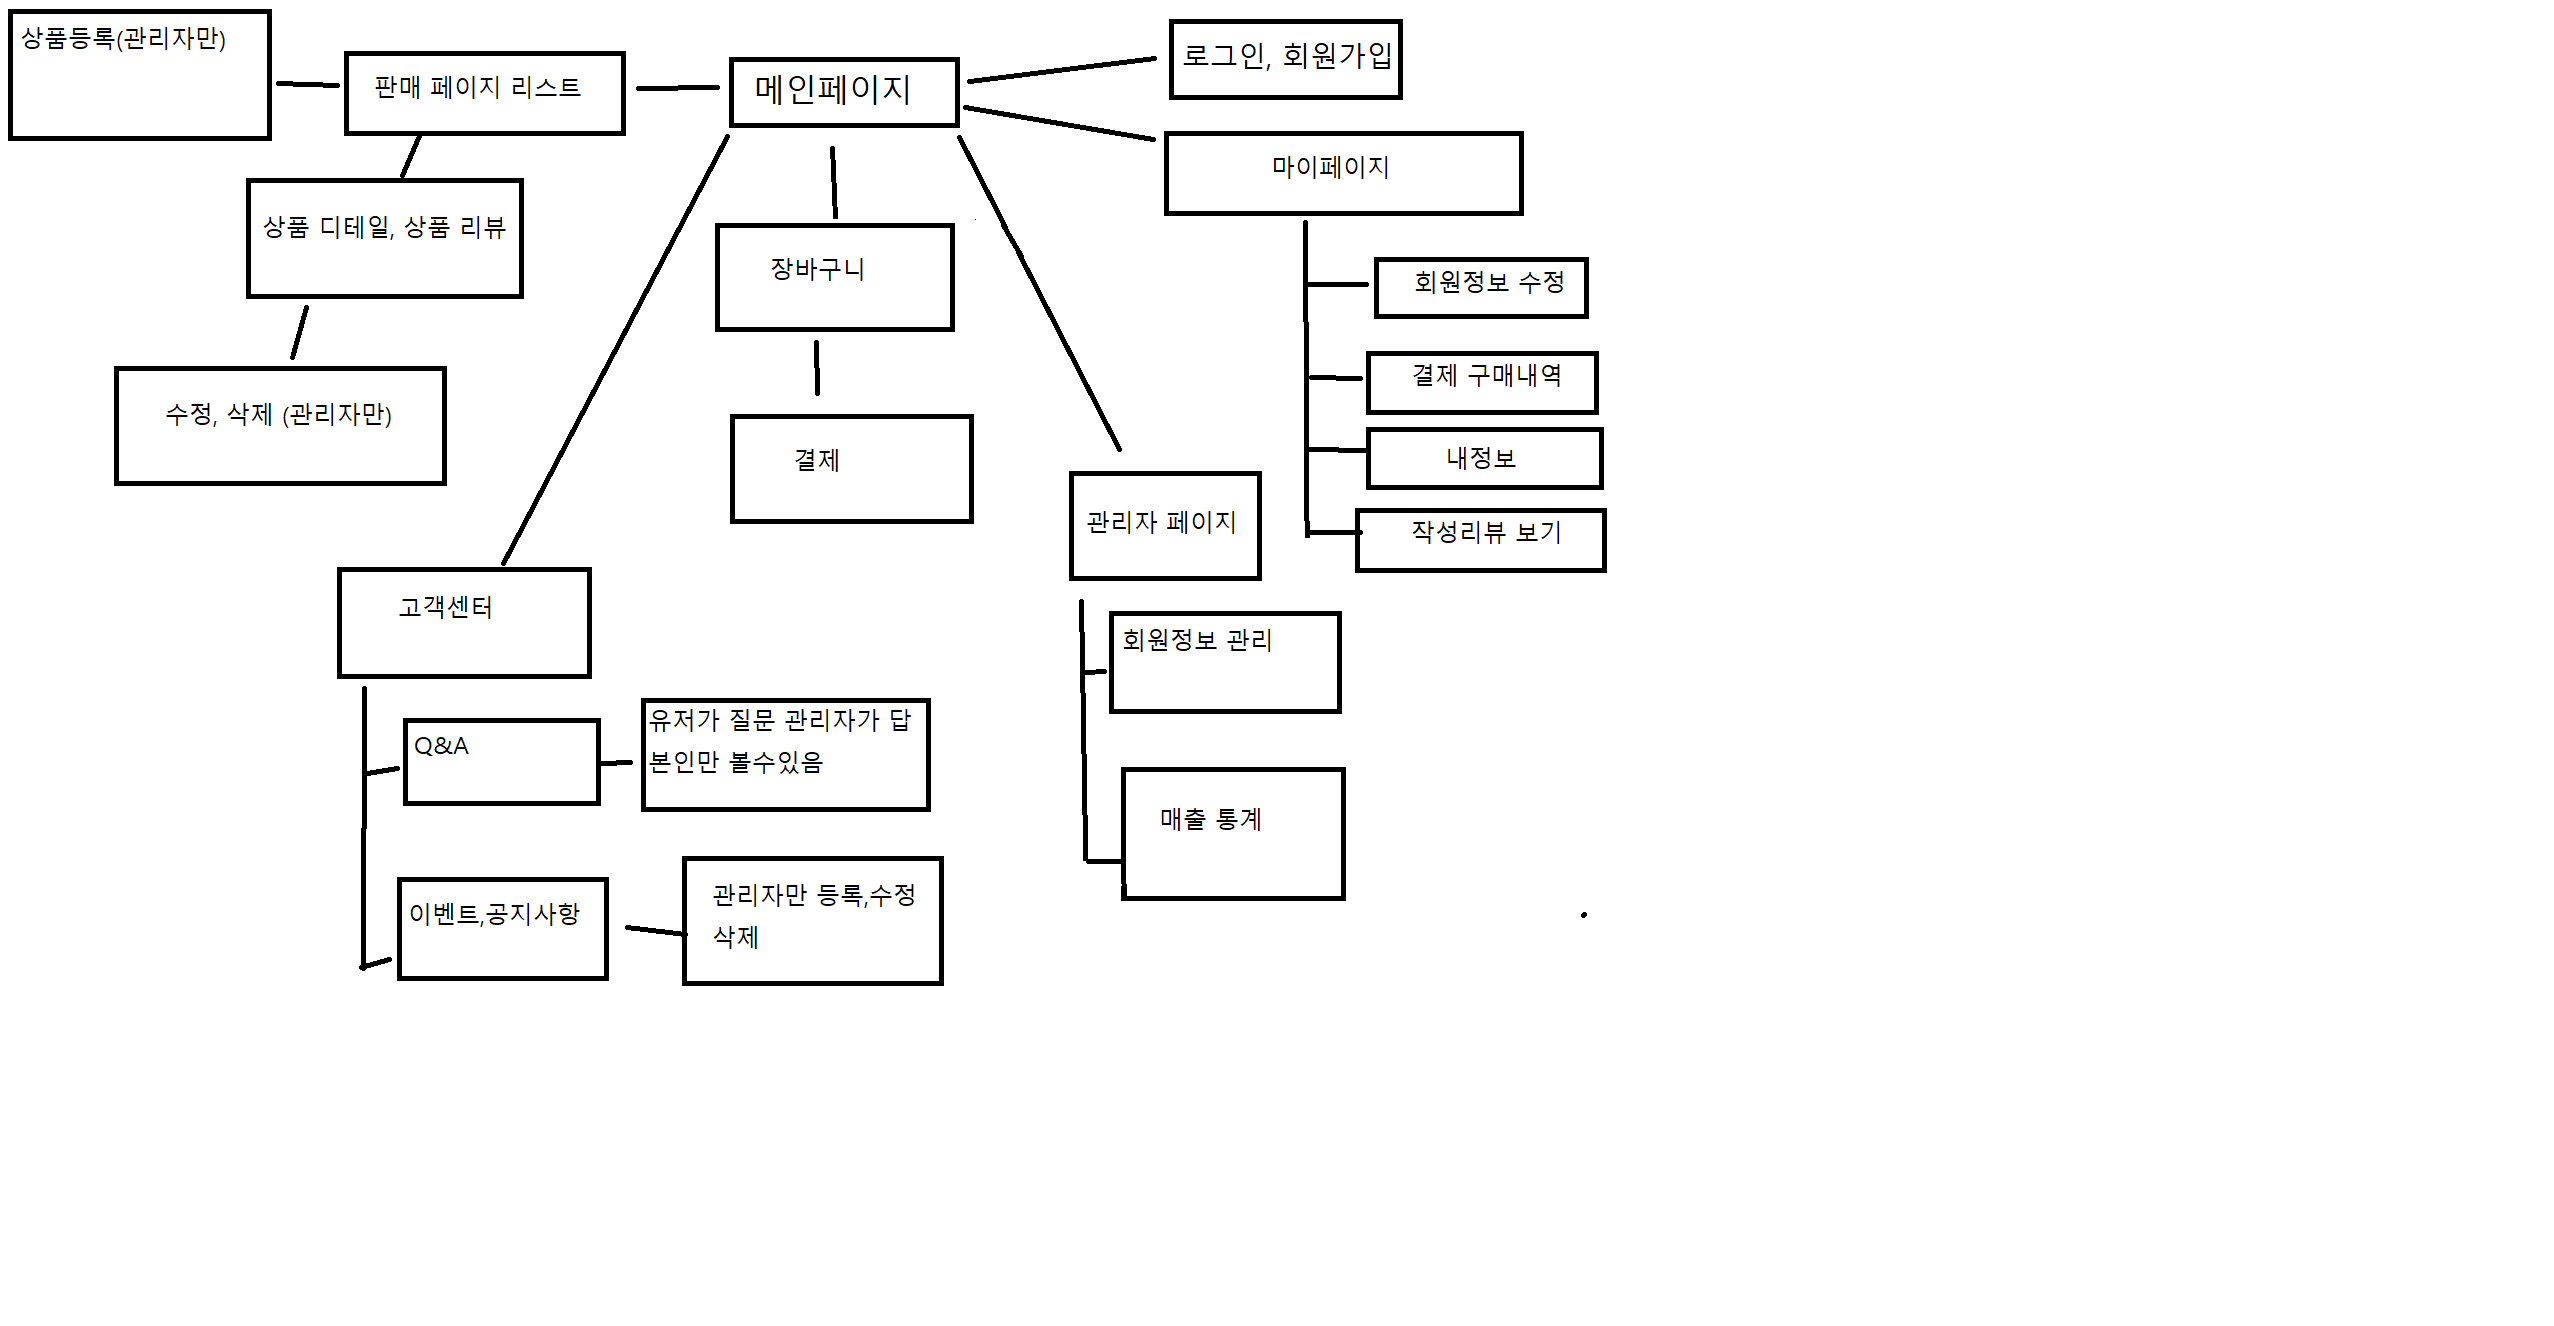 상품등록(관리자만)
판매 페이지 리스트
메인페이지
로그인, 회원가입
마이페이지
상품 디테일, 상품 리뷰
장바구니
회원정보 수정
결제 구매내역
수정, 삭제 (관리자만)
결제
내정보
관리자 페이지
작성리뷰 보기
고객센터
회원정보 관리
Q&A
유저가 질문 관리자가 답
본인만 볼수있음
매출 통계
이벤트,공지사항
관리자만 등록,수정
삭제